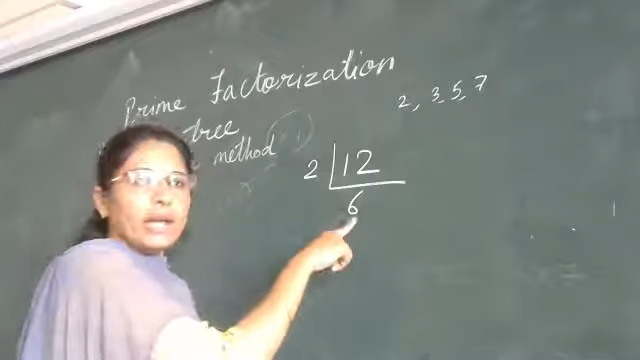 Prime Factorization
tree
method
2, 3, 5, 7
2 12
6